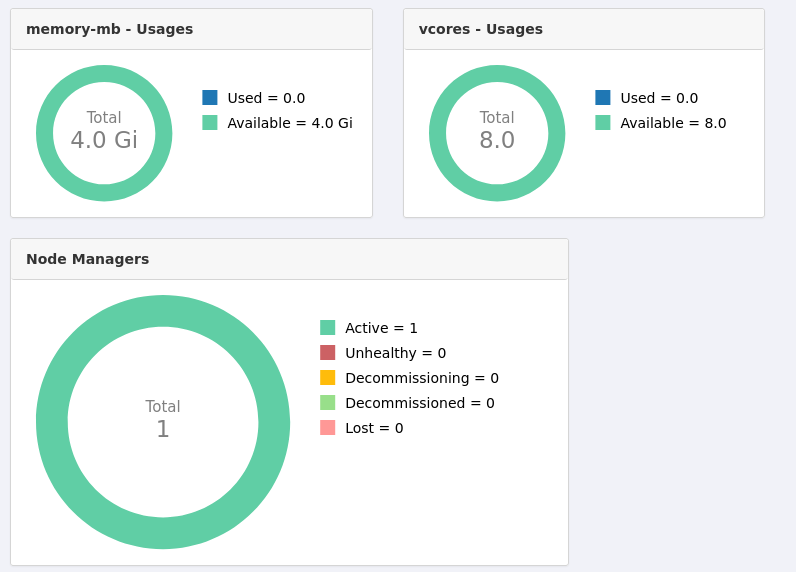 memory-mb - Usages
Total
4.0 Gi
Used = 0.0
Available = 4.0 Gi
vcores - Usages
Total
8.0
Used = 0.0
Available = 8.0
Node Managers
Total
1
Active = 1
Unhealthy = 0
Decommissioning = 0
Decommissioned = 0
Lost = 0